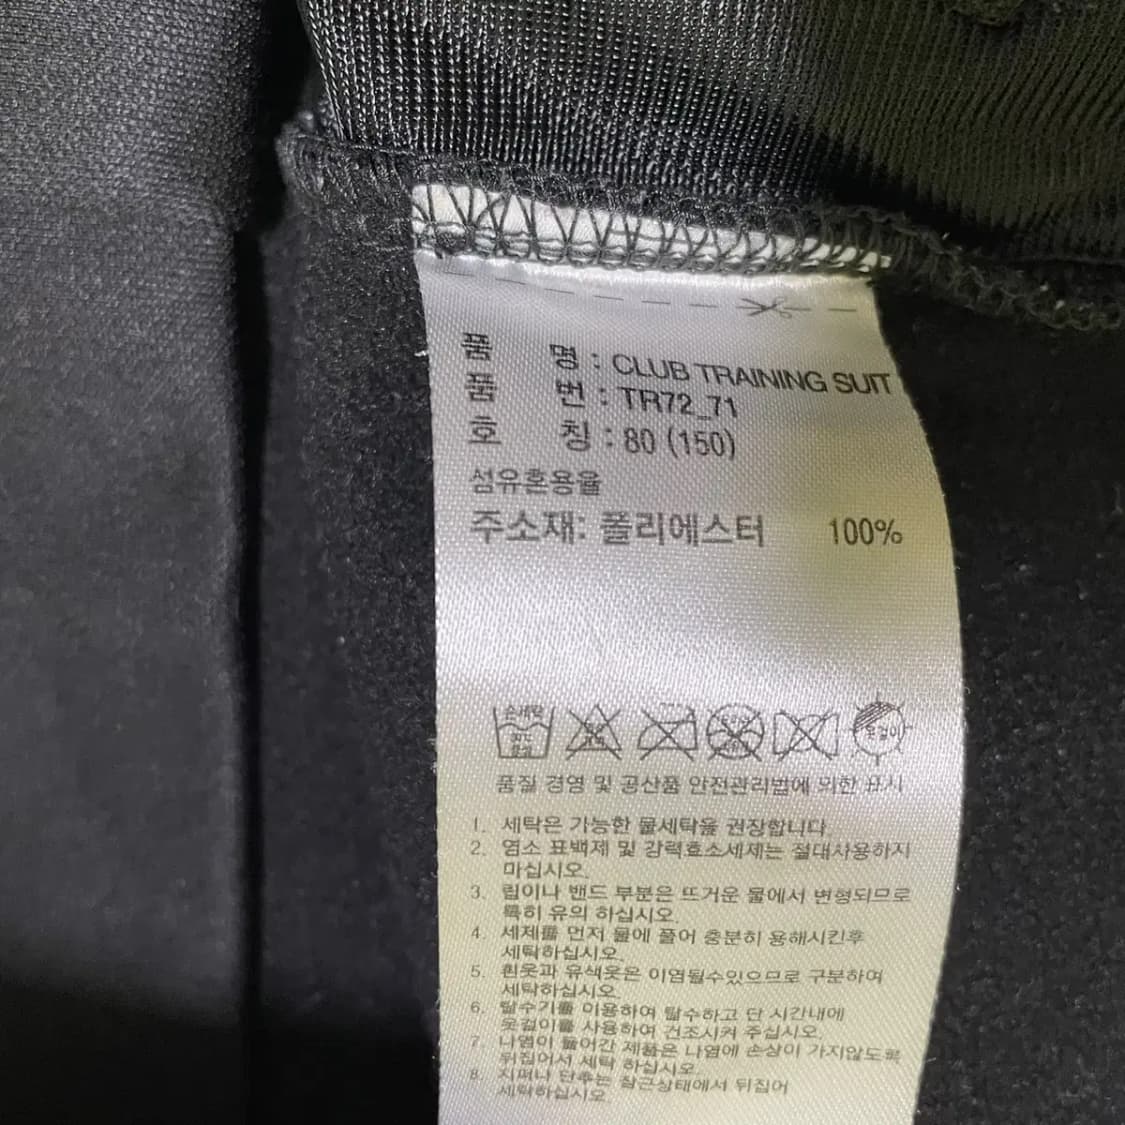 품 명 : CLUB TRAINING SUIT
품 번 : TR72_71
호 칭 : 80 (150)
섬유혼용율
주소재: 폴리에스터 100%
손세탁 옷걸이
품질 경영 및 공산품 안전관리법에 의한 표시
1. 세탁은 가능한 물세탁을 권장합니다.
2. 염소 표백제 및 강력효소세제는 절대사용하지
마십시오.
3. 립이나 밴드 부분은 뜨거운 물에서 변형되므로
특히 유의 하십시오.
4. 세제를 먼저 물에 풀어 충분히 용해시킨후
세탁하십시오.
5. 흰옷과 유색옷은 이염될수있으므로 구분하여
세탁하십시오.
6. 탈수기를 이용하여 탈수하고 단 시간내에
옷걸이를 사용하여 건조시켜 주십시오.
7. 나염이 들어간 제품은 나염에 손상이 가지않도록
뒤집어서 세탁 하십시오.
8. 지퍼나 단추는 잠근상태에서 뒤집어
세탁하십시오.